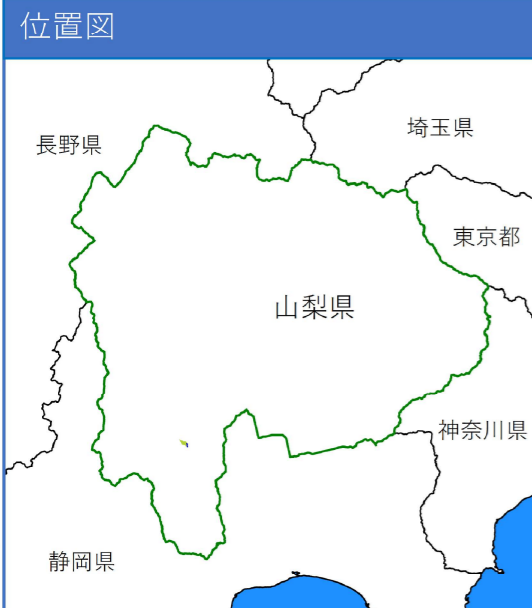 位置図
埼玉県
長野県
東京都
山梨県
神奈川県
静岡県